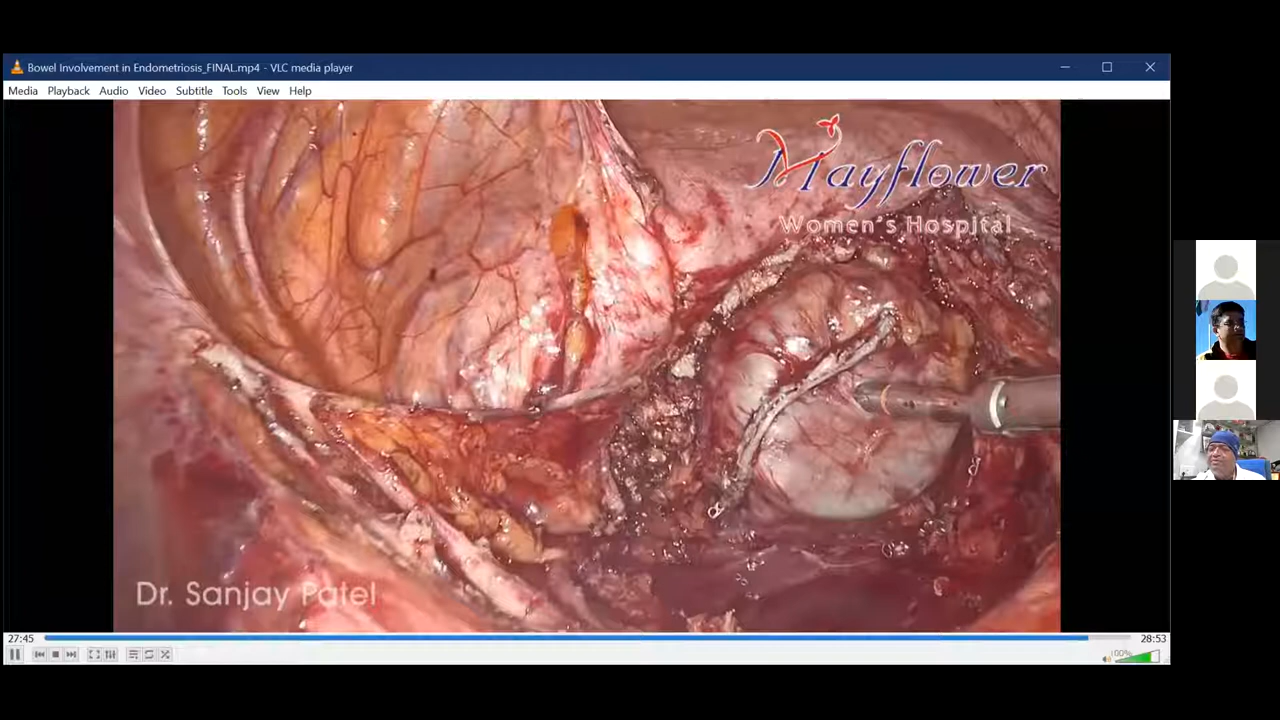 Bowel Involvement in Endometriosis_FINAL.mp4 - VLC media player
Media Playback Audio Video Subtitle Tools View Help
Mayflower
Women's Hospital
Dr. Sanjay Patel
27:45
28:53
100%